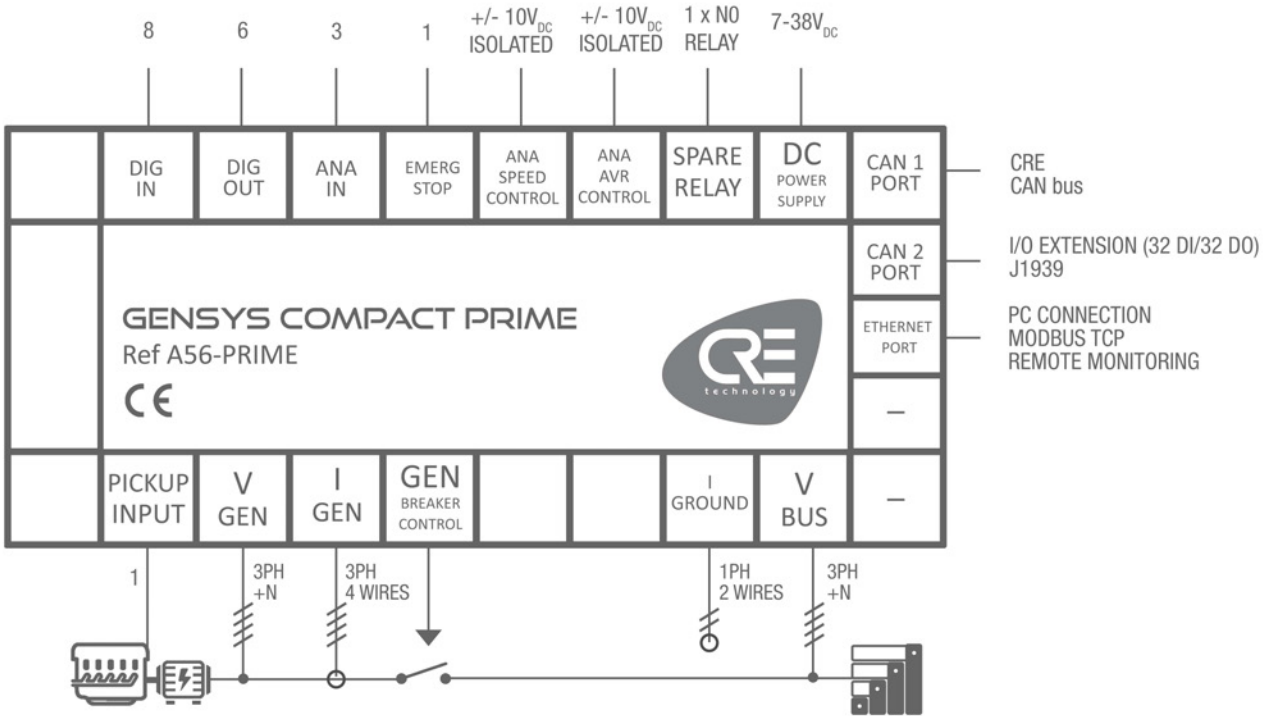 8
6
3
1
+/- 10VDC
ISOLATED
+/- 10VDC
ISOLATED
1 x NO
RELAY
7-38VDC
DIG
IN
DIG
OUT
ANA
IN
EMERG
STOP
ANA
SPEED
CONTROL
ANA
AVR
CONTROL
SPARE
RELAY
DC
POWER
SUPPLY
CAN 1
PORT
CRE
CAN bus
CAN 2
PORT
I/O EXTENSION (32 DI/32 DO)
J1939
ETHERNET
PORT
PC CONNECTION
MODBUS TCP
REMOTE MONITORING
GENSYS COMPACT PRIME
Ref A56-PRIME
CE
CRE
technology
–
PICKUP
INPUT
V
GEN
I
GEN
GEN
BREAKER
CONTROL
I
GROUND
V
BUS
–
1
3PH
+N
3PH
4 WIRES
1PH
2 WIRES
3PH
+N